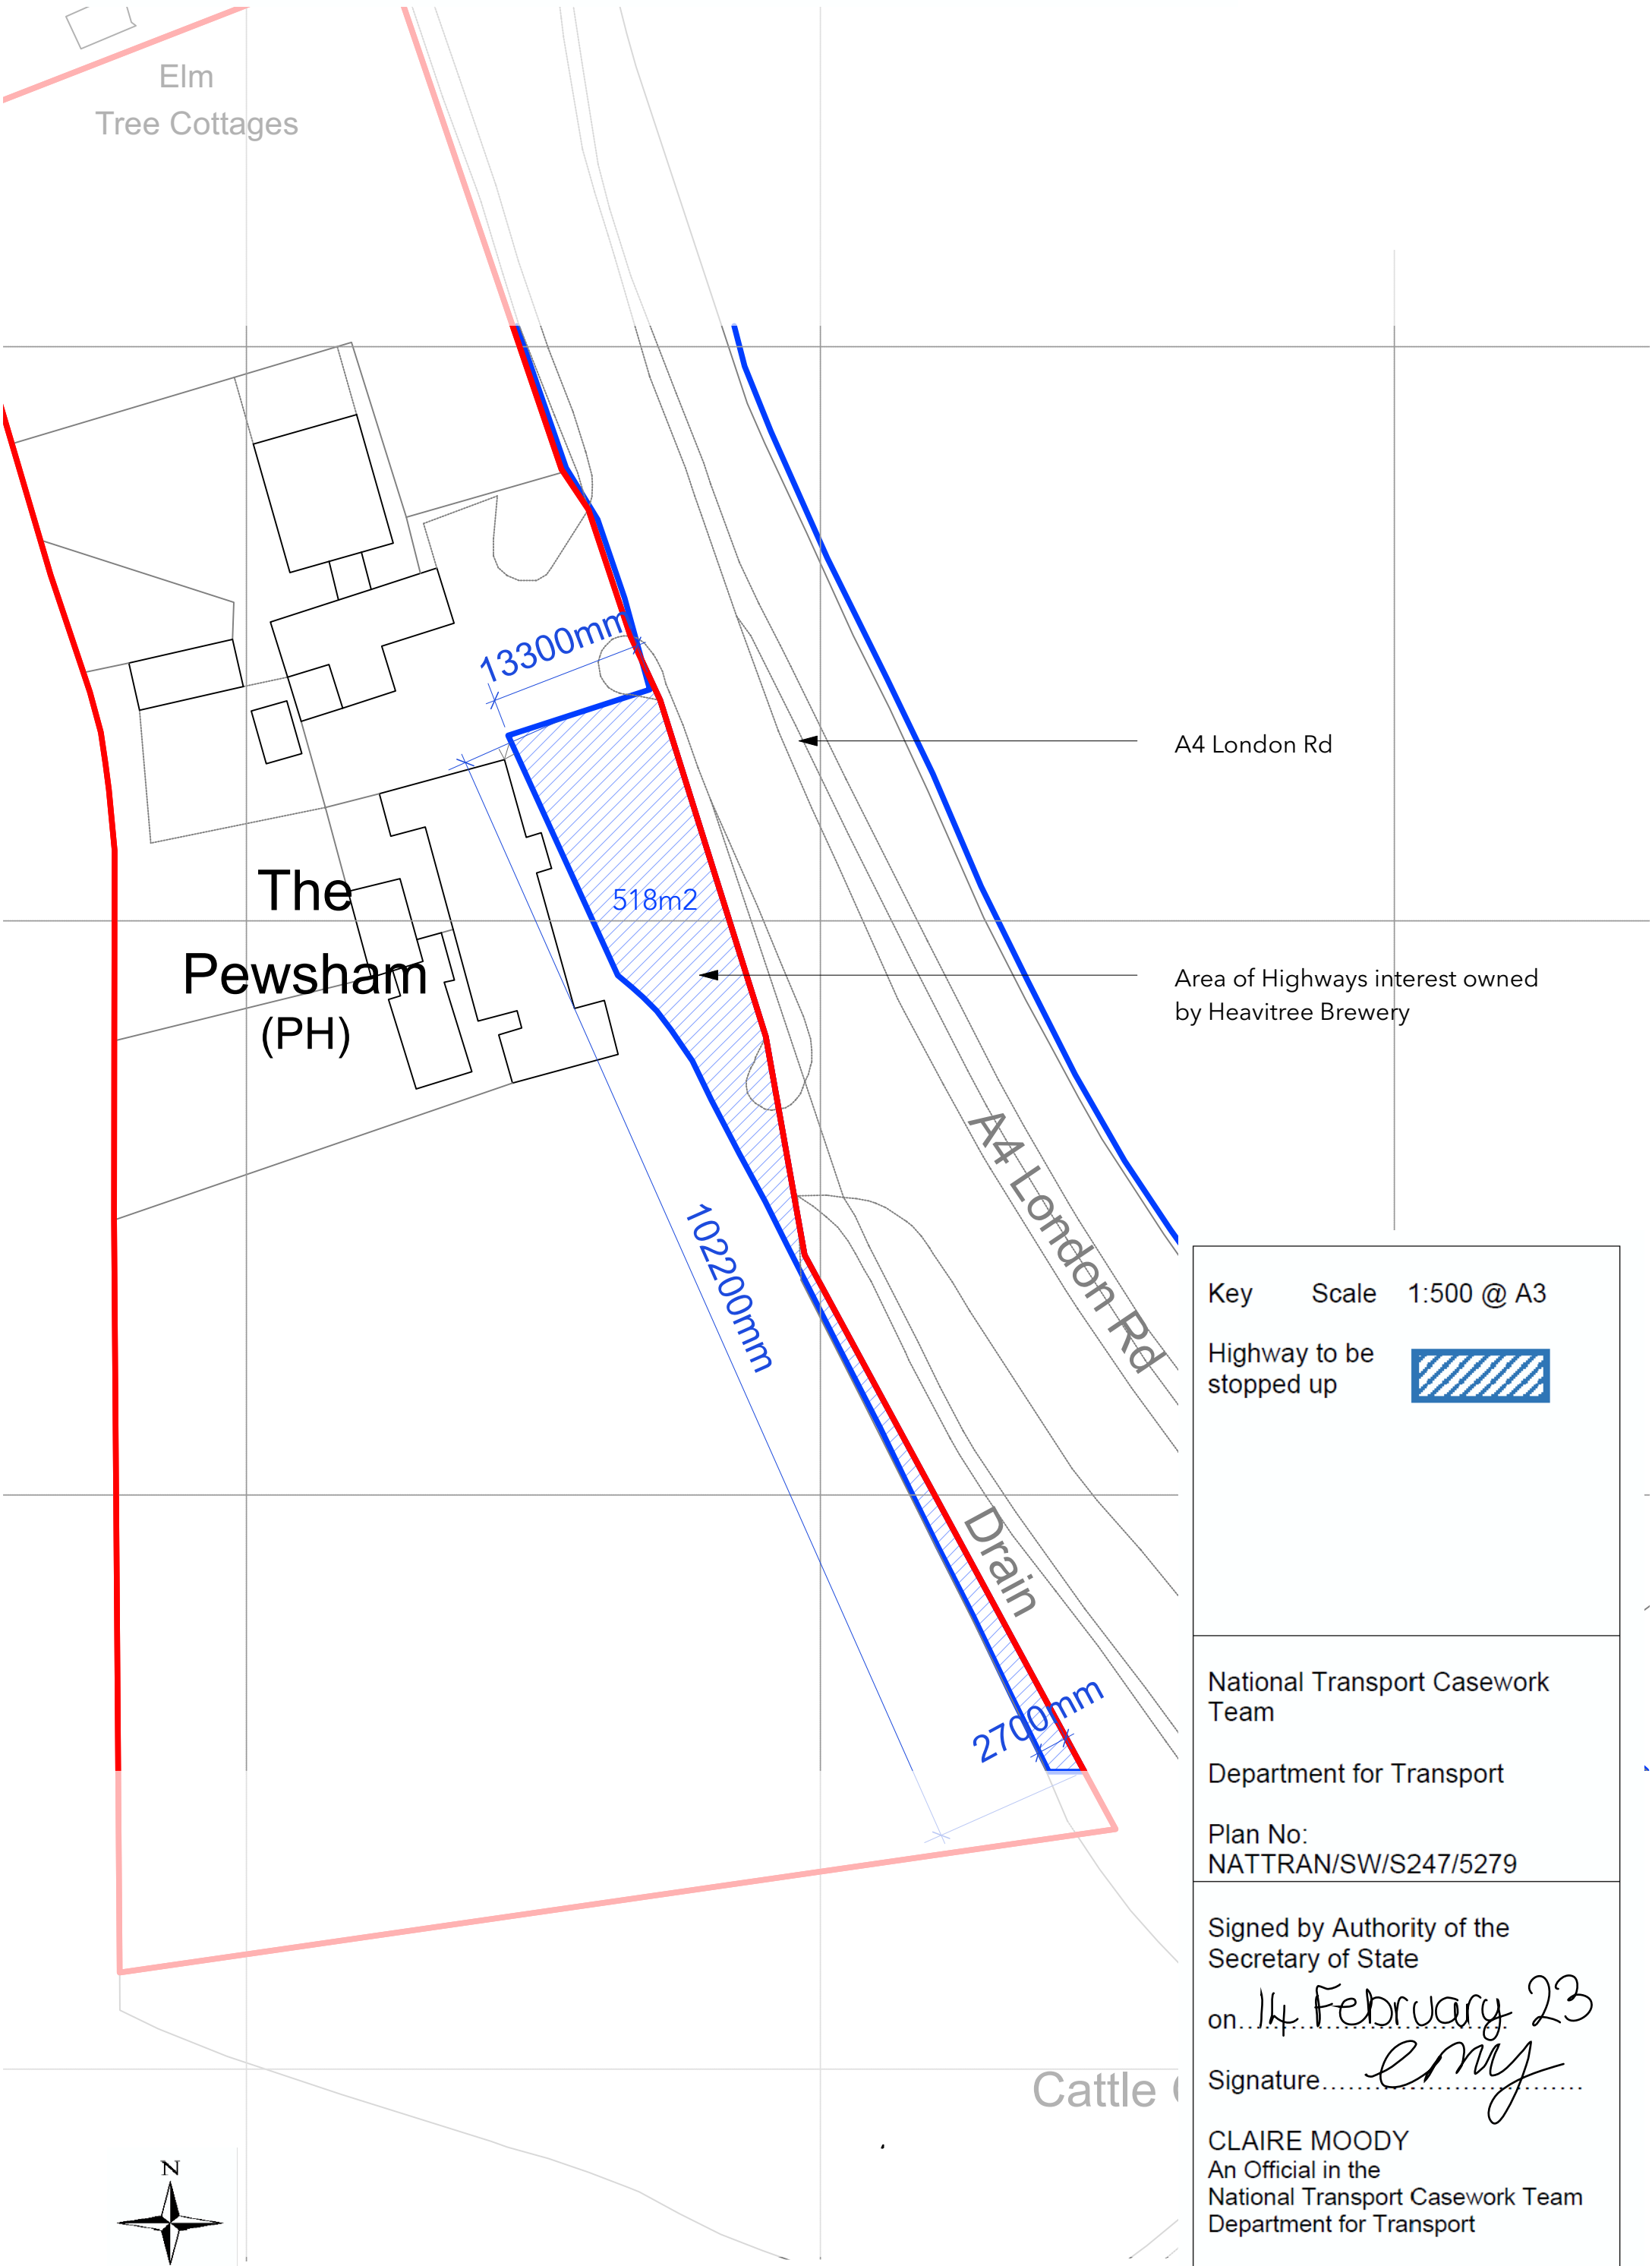 Elm
Tree Cottages
13300mm
A4 London Rd
The
518m2
Pewsham
(PH)
Area of Highways interest owned
by Heavitree Brewery
A4 London Rd
102200mm
Drain
2700mm
Key Scale 1:500 @ A3
Highway to be
stopped up
National Transport Casework
Team
Department for Transport
Plan No:
NATTRAN/SW/S247/5279
Signed by Authority of the
Secretary of State
on 14 February 23
Signature
Cattle
CLAIRE MOODY
An Official in the
National Transport Casework Team
Department for Transport
N